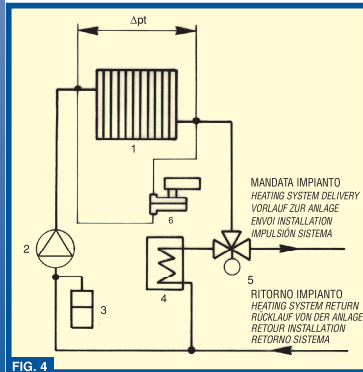 Δpt
1
MANDATA IMPIANTO
HEATING SYSTEM DELIVERY
VORLAUF ZUR ANLAGE
ENVOI INSTALLATION
IMPULSIÓN SISTEMA
6
2
4
5
3
RITORNO IMPIANTO
HEATING SYSTEM RETURN
RÜCKLAUF VON DER ANLAGE
RETOUR INSTALLATION
RETORNO SISTEMA
FIG. 4